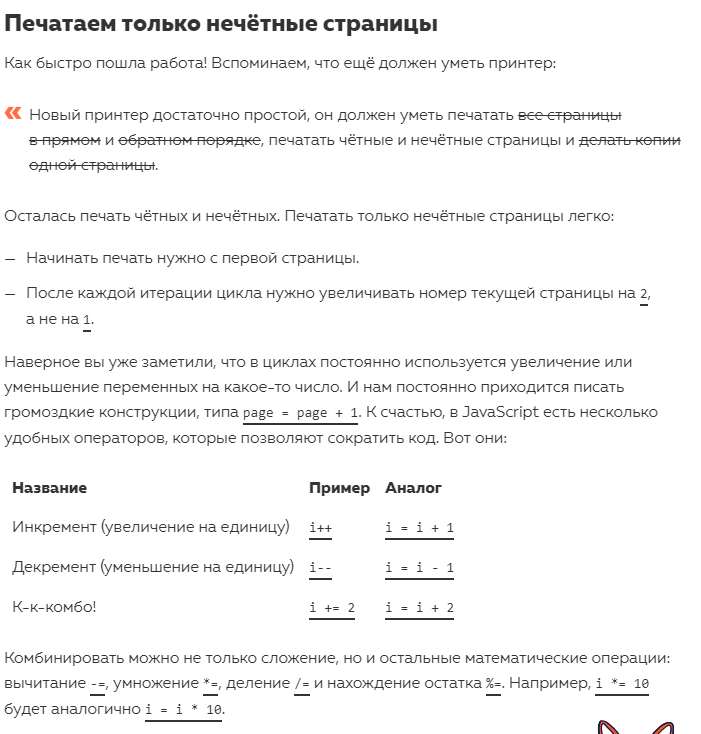 Печатаем только нечётные страницы
Как быстро пошла работа! Вспоминаем, что ещё должен уметь принтер:
« Новый принтер достаточно простой, он должен уметь печатать все страницы
в прямом и обратном порядке, печатать чётные и нечётные страницы и делать копии
одной страницы.
Осталась печать чётных и нечётных. Печатать только нечётные страницы легко:
— Начинать печать нужно с первой страницы.
— После каждой итерации цикла нужно увеличивать номер текущей страницы на 2,
а не на 1.
Наверное вы уже заметили, что в циклах постоянно используется увеличение или
уменьшение переменных на какое-то число. И нам постоянно приходится писать
громоздкие конструкции, типа page = page + 1. К счастью, в JavaScript есть несколько
удобных операторов, которые позволяют сократить код. Вот они:
Название Пример Аналог
Инкремент (увеличение на единицу) i++ i = i + 1
Декремент (уменьшение на единицу) i-- i = i - 1
К-к-комбо! i += 2 i = i + 2
Комбинировать можно не только сложение, но и остальные математические операции:
вычитание -=, умножение *=, деление /= и нахождение остатка %=. Например, i *= 10
будет аналогично i = i * 10.